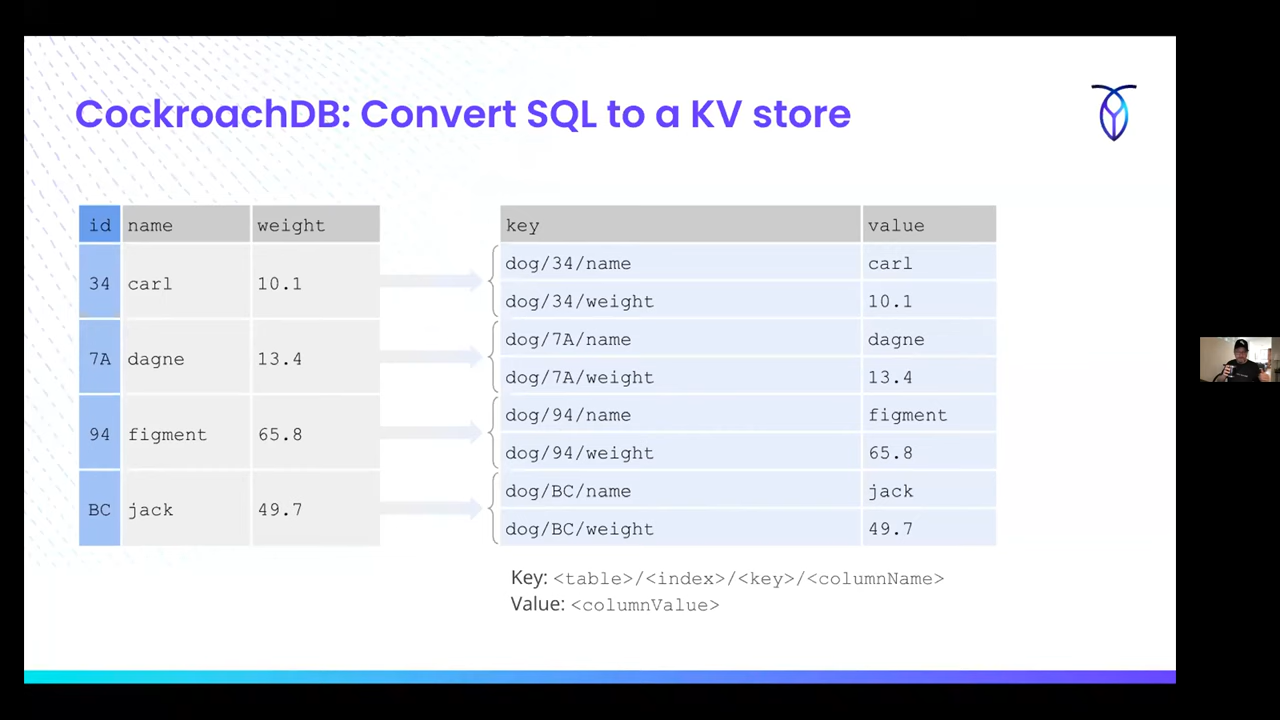 CockroachDB: Convert SQL to a KV store
id name weight
34 carl 10.1
7A dagne 13.4
94 figment 65.8
BC jack 49.7
key value
dog/34/name carl
dog/34/weight 10.1
dog/7A/name dagne
dog/7A/weight 13.4
dog/94/name figment
dog/94/weight 65.8
dog/BC/name jack
dog/BC/weight 49.7
Key: <table>/<index>/<key>/<columnName>
Value: <columnValue>